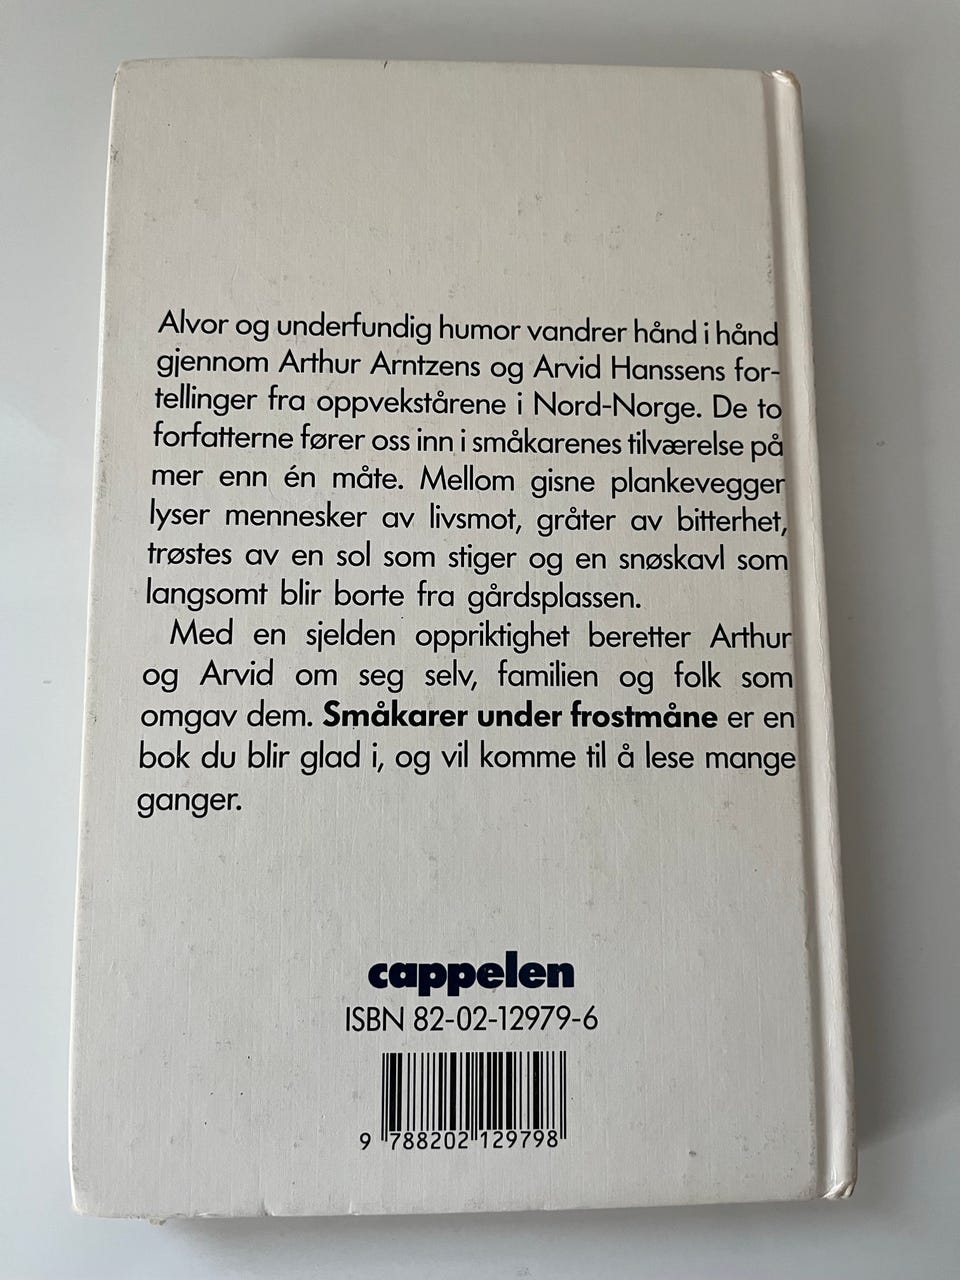 Alvor og underfundig humor vandrer hånd i hånd
gjennom Arthur Arntzens og Arvid Hanssens for-
tellinger fra oppvekstårene i Nord-Norge. De to
forfatterne fører oss inn i småkarenes tilværelse på
mer enn én måte. Mellom gisne plankevegger
lyser mennesker av livsmot, gråter av bitterhet,
trøstes av en sol som stiger og en snøskavl som
langsomt blir borte fra gårdsplassen.
Med en sjelden oppriktighet beretter Arthur
og Arvid om seg selv, familien og folk som
omgav dem. Småkarer under frostmåne er en
bok du blir glad i, og vil komme til å lese mange
ganger.
cappelen
ISBN 82-02-12979-6
9 788202 129798